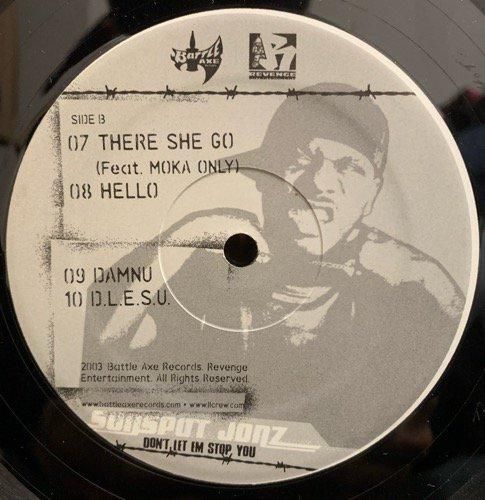 BATTLE
AXE
REVENGE
SIDE B
07 THERE SHE GO
(FEAT. MOKA ONLY)
08 HELLO
09 DAMNU
10 D.L.E.S.U.
2003 Battle Axe Records. Revenge
Entertainment. All Rights Reserved.
www.battleaxerecords.com • www.llcrew.com
SUNSPOT JONZ
DON'T LET EM STOP YOU